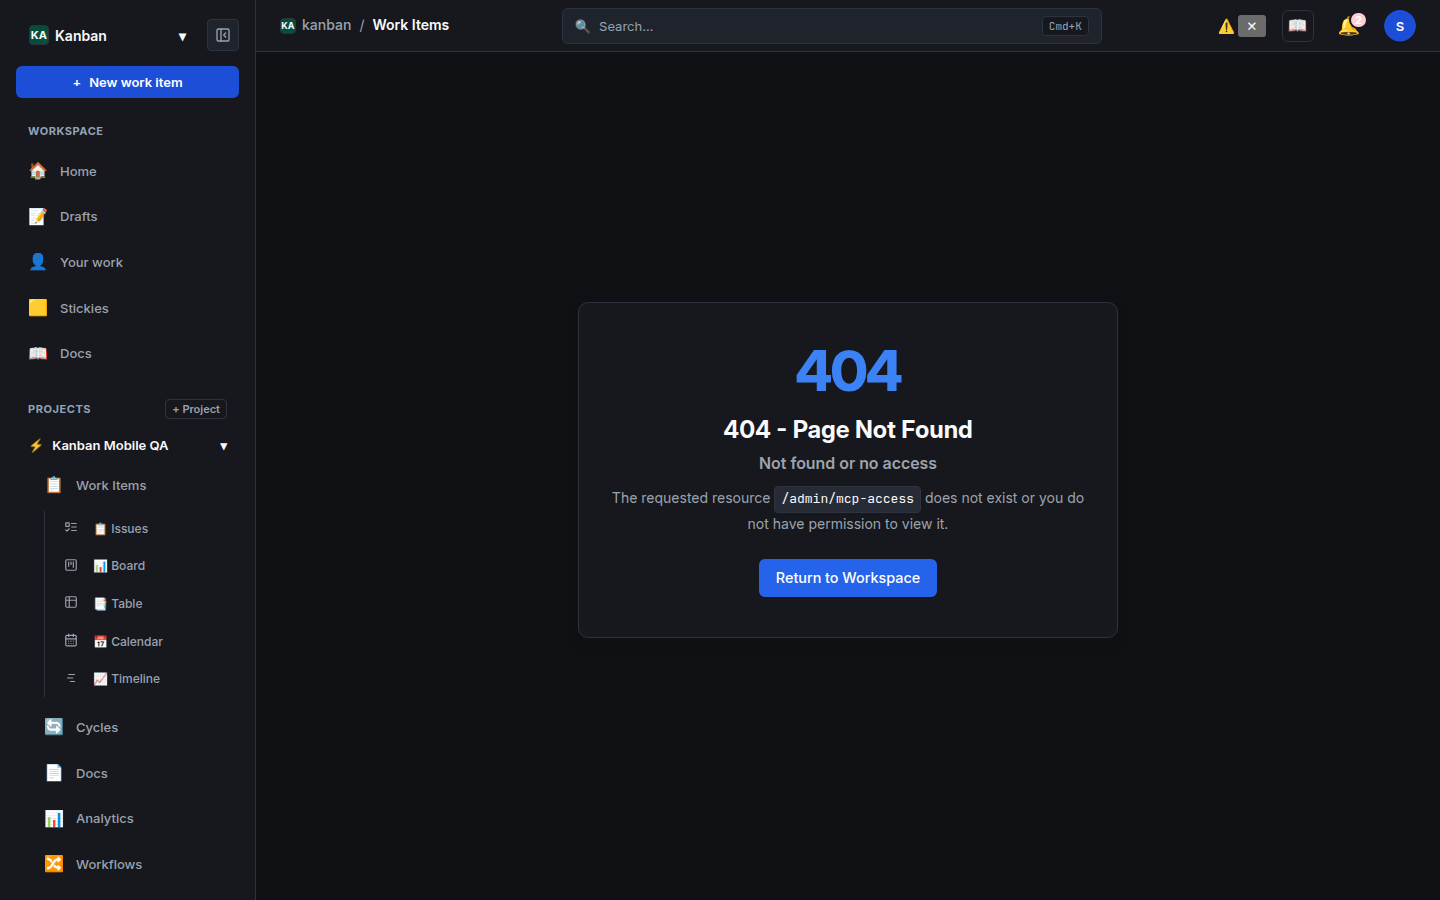 KA Kanban ▼
+ New work item
WORKSPACE
Home
Drafts
Your work
Stickies
Docs
PROJECTS + Project
Kanban Mobile QA ▼
Work Items
Issues
Board
Table
Calendar
Timeline
Cycles
Docs
Analytics
Workflows
KA kanban / Work Items
Search... Cmd+K
✕
S
404
404 - Page Not Found
Not found or no access
The requested resource /admin/mcp-access does not exist or you do
not have permission to view it.
Return to Workspace